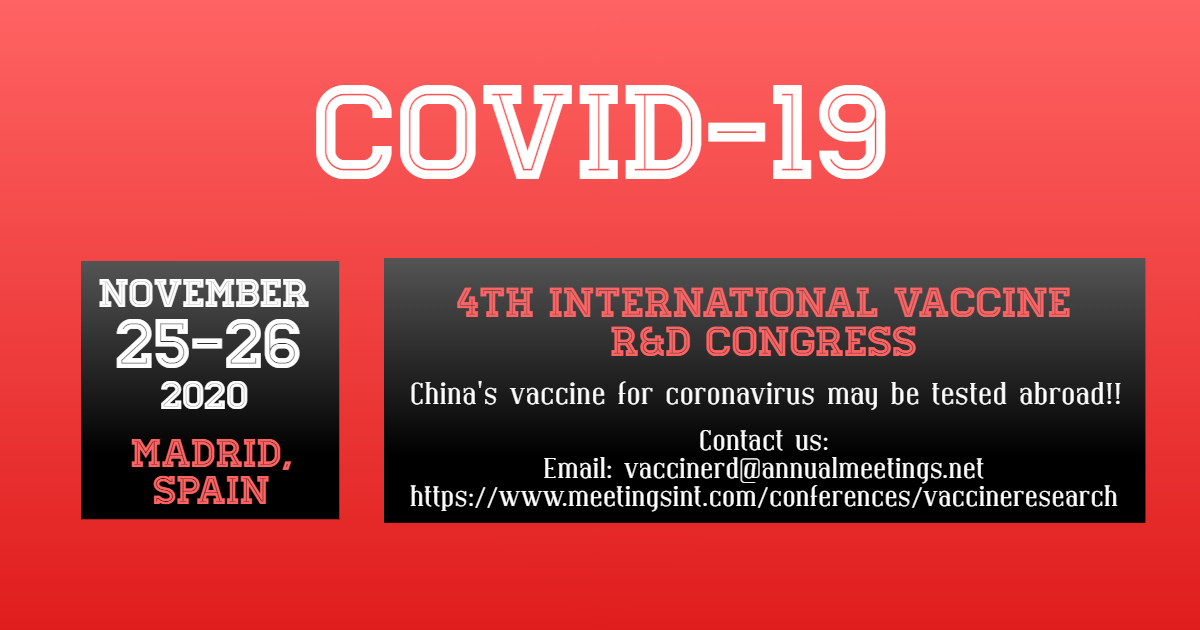 COVID-19
NOVEMBER
25-26
2020
MADRID,
SPAIN
4TH INTERNATIONAL VACCINE
R&D CONGRESS
China's vaccine for coronavirus may be tested abroad!!
Contact us:
Email: vaccinerd@annualmeetings.net
https://www.meetingsint.com/conferences/vaccineresearch